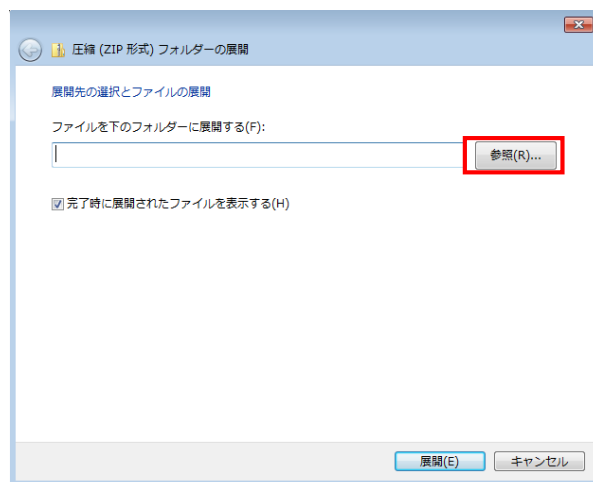 圧縮 (ZIP 形式) フォルダーの展開
展開先の選択とファイルの展開
ファイルを下のフォルダーに展開する(F):
参照(R)...
完了時に展開されたファイルを表示する(H)
展開(E)
キャンセル